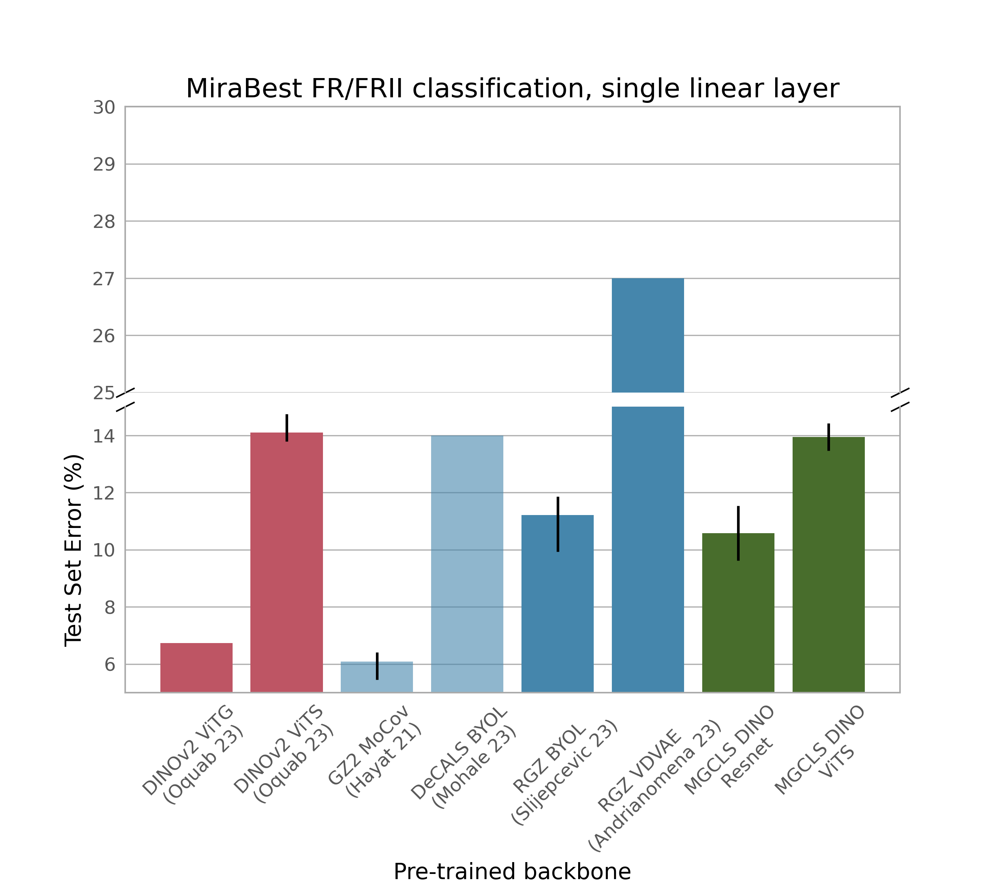 MiraBest FR/FRII classification, single linear layer
30
29
28
27
26
25
14
12
10
8
6
Test Set Error (%)
DINOv2 ViTG
(Oquab 23)
DINOv2 ViTS
(Oquab 23)
GZ2 MoCov
(Hayat 21)
DeCALS BYOL
(Mohale 23)
RGZ BYOL
(Slijepcevic 23)
RGZ VDVAE
(Andrianomena 23)
MGCLS DINO
Resnet
MGCLS DINO
ViTS
Pre-trained backbone